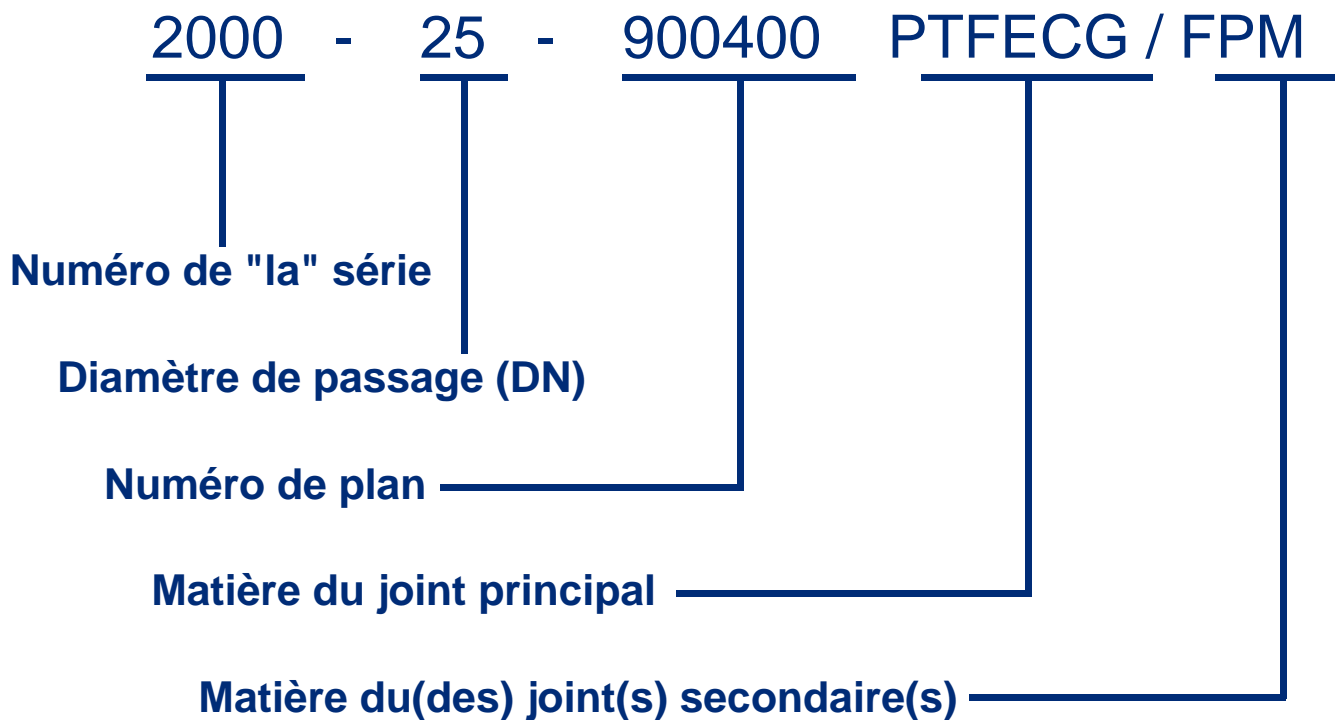 2000 - 25 - 900400 PTFECG / FPM
Numéro de "la" série
Diamètre de passage (DN)
Numéro de plan
Matière du joint principal
Matière du(des) joint(s) secondaire(s)